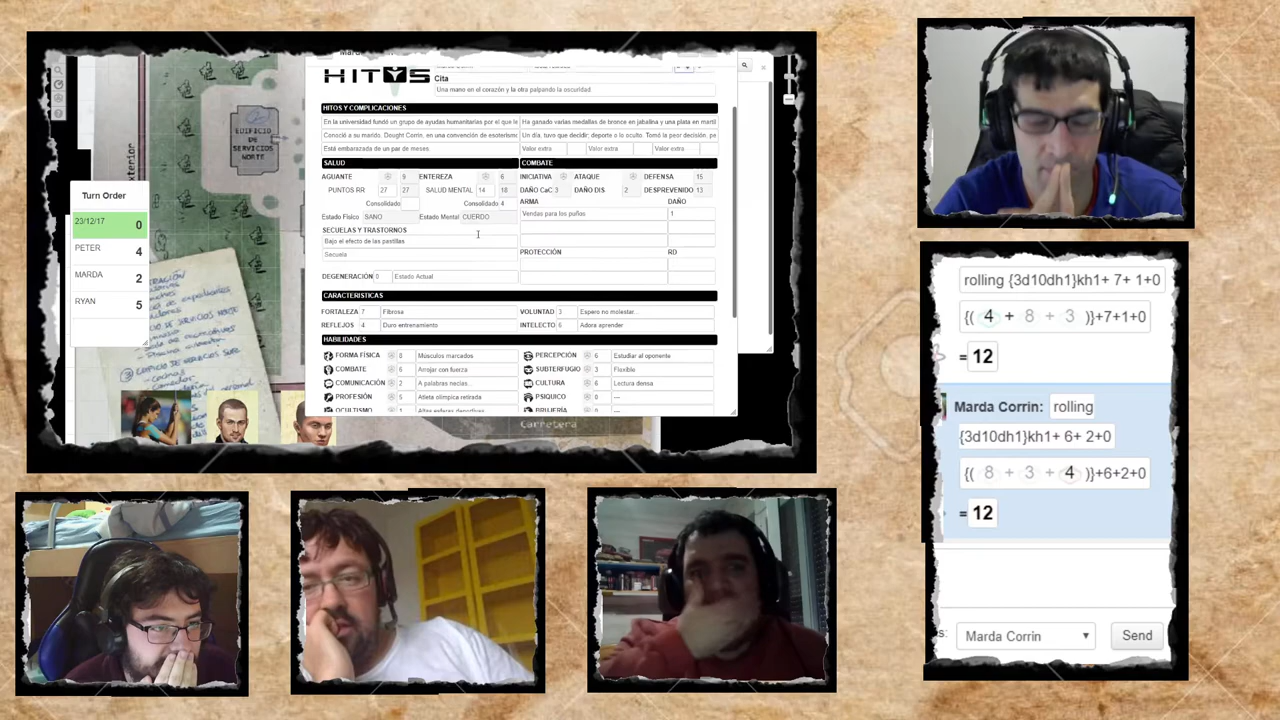 HITOS
Cita
Una mano en el corazón y la otra palpando la oscuridad
HITOS Y COMPLICACIONES
En la universidad fundó un grupo de ayudas humanitarias por el que le
Ha ganado varias medallas de bronce en jabalina y una plata en martil
Conoció a su marido, Dought Corrin, en una convención de esoterismo
Un día, tuvo que decidir; deporte o lo oculto. Tomó la peor decisión, pe
Está embarazada de un par de meses
Valor extra
Valor extra
Valor extra
SALUD
COMBATE
AGUANTE 9 ENTEREZA 6 INICIATIVA ATAQUE DEFENSA 15
PUNTOS RR 27 27 SALUD MENTAL 14 18 DAÑO CaC 3 DAÑO DIS 2 DESPREVENIDO 13
Consolidado
Consolidado 4
ARMA DAÑO
Estado Físico SANO Estado Mental CUERDO
Vendas para los puños 1
SECUELAS Y TRASTORNOS
Bajo el efecto de las pastillas
Secuela
PROTECCIÓN RD
DEGENERACIÓN 0 Estado Actual
CARACTERISTICAS
FORTALEZA 7 Fibrosa VOLUNTAD 3 Espero no molestar...
REFLEJOS 4 Duro entrenamiento INTELECTO 6 Adora aprender
HABILIDADES
FORMA FÍSICA 8 Músculos marcados PERCEPCIÓN 6 Estudiar al oponente
COMBATE 6 Arrojar con fuerza SUBTERFUGIO 3 Flexible
COMUNICACIÓN 2 A palabras necias... CULTURA 6 Lectura densa
PROFESIÓN 5 Atleta olímpica retirada PSIQUICO 0 ---
OCULTISMO 1 Altas esferas deportivas BRUJERÍA 0 ---
EDIFICIO
DE
SERVICIOS
NORTE
Turn Order
23/12/17 0
PETER 4
MARDA 2
RYAN 5
Carretera
rolling {3d10dh1}kh1+ 7+ 1+0
{( 4 + 8 + 3 )}+7+1+0
= 12
Marda Corrin: rolling
{3d10dh1}kh1+ 6+ 2+0
{( 8 + 3 + 4 )}+6+2+0
= 12
s: Marda Corrin Send